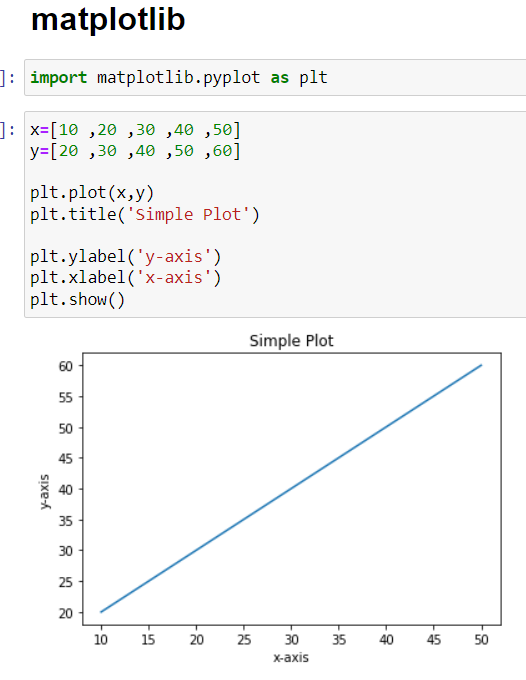 matplotlib
]: import matplotlib.pyplot as plt
]: x=[10 ,20 ,30 ,40 ,50]
y=[20 ,30 ,40 ,50 ,60]
plt.plot(x,y)
plt.title('Simple Plot')
plt.ylabel('y-axis')
plt.xlabel('x-axis')
plt.show()
Simple Plot
60
55
50
45
40
35
30
25
20
y-axis
10 15 20 25 30 35 40 45 50
x-axis